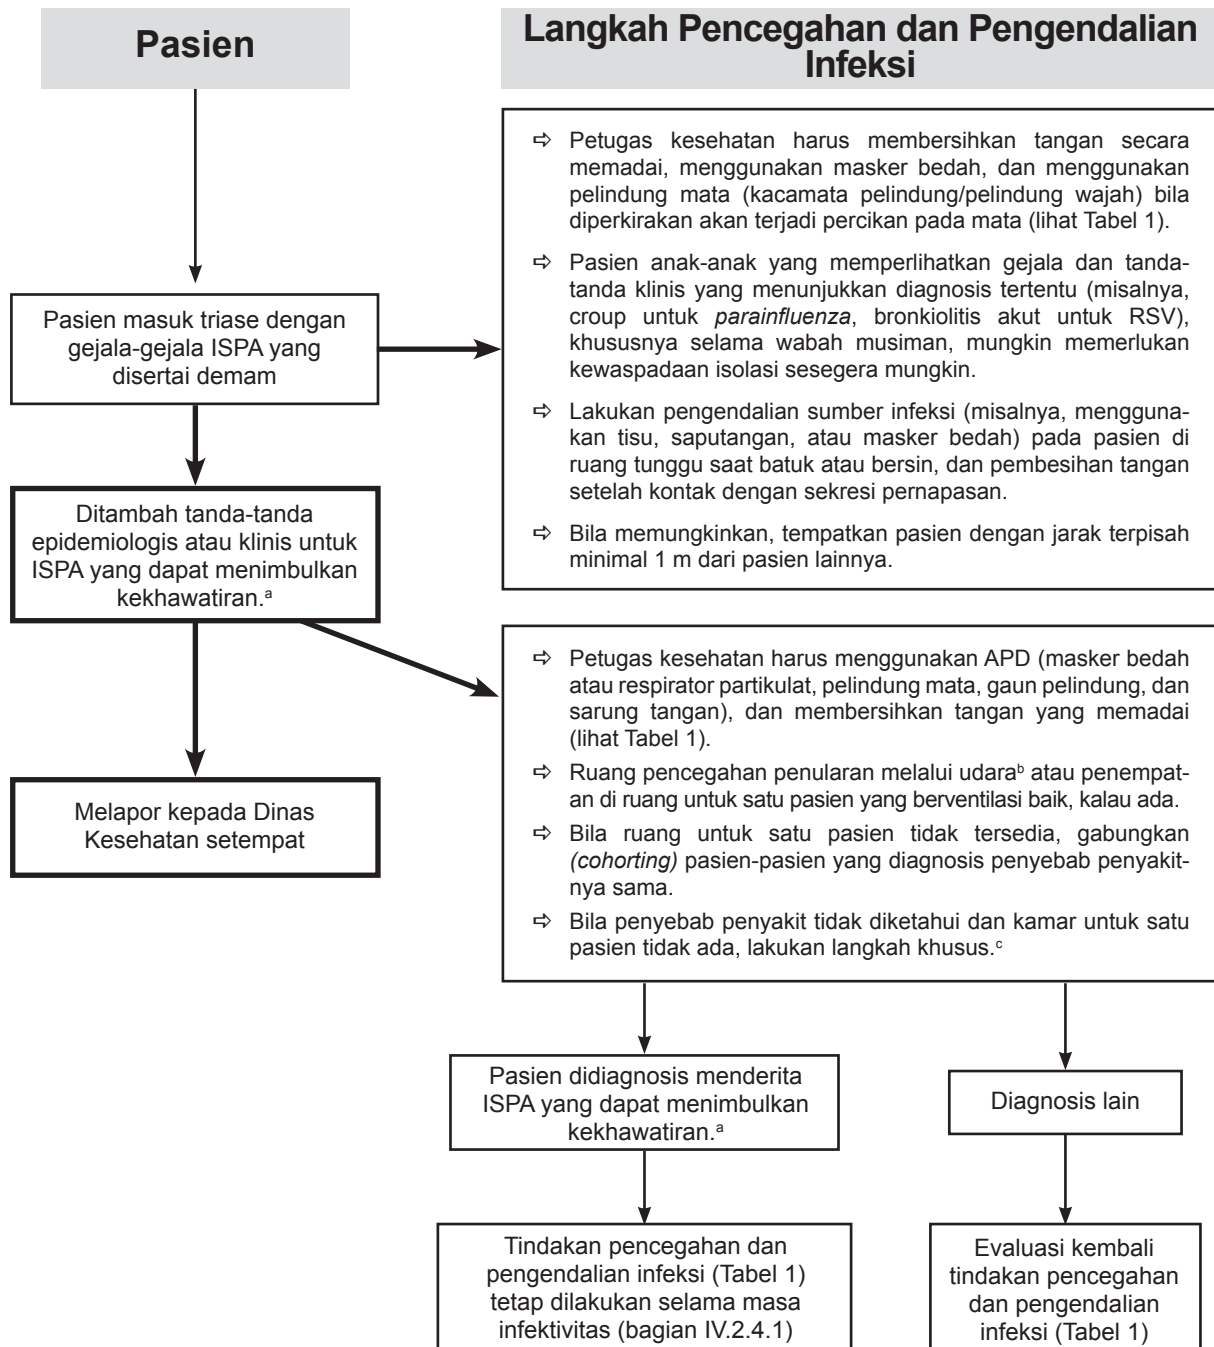 Pasien
Langkah Pencegahan dan Pengendalian
Infeksi
⇨ Petugas kesehatan harus membersihkan tangan secara
memadai, menggunakan masker bedah, dan menggunakan
pelindung mata (kacamata pelindung/pelindung wajah) bila
diperkirakan akan terjadi percikan pada mata (lihat Tabel 1).
⇨ Pasien anak-anak yang memperlihatkan gejala dan tanda-
tanda klinis yang menunjukkan diagnosis tertentu (misalnya,
croup untuk parainfluenza, bronkiolitis akut untuk RSV),
khususnya selama wabah musiman, mungkin memerlukan
kewaspadaan isolasi sesegera mungkin.
⇨ Lakukan pengendalian sumber infeksi (misalnya, mengguna-
kan tisu, saputangan, atau masker bedah) pada pasien di
ruang tunggu saat batuk atau bersin, dan pembesihan tangan
setelah kontak dengan sekresi pernapasan.
⇨ Bila memungkinkan, tempatkan pasien dengan jarak terpisah
minimal 1 m dari pasien lainnya.
Pasien masuk triase dengan
gejala-gejala ISPA yang
disertai demam
Ditambah tanda-tanda
epidemiologis atau klinis untuk
ISPA yang dapat menimbulkan
kekhawatiran.ᵃ
⇨ Petugas kesehatan harus menggunakan APD (masker bedah
atau respirator partikulat, pelindung mata, gaun pelindung, dan
sarung tangan), dan membersihkan tangan yang memadai
(lihat Tabel 1).
⇨ Ruang pencegahan penularan melalui udaraᵇ atau penempat-
an di ruang untuk satu pasien yang berventilasi baik, kalau ada.
⇨ Bila ruang untuk satu pasien tidak tersedia, gabungkan
(cohorting) pasien-pasien yang diagnosis penyebab penyakit-
nya sama.
⇨ Bila penyebab penyakit tidak diketahui dan kamar untuk satu
pasien tidak ada, lakukan langkah khusus.ᶜ
Melapor kepada Dinas
Kesehatan setempat
Pasien didiagnosis menderita
ISPA yang dapat menimbulkan
kekhawatiran.ᵃ
Diagnosis lain
Tindakan pencegahan dan
pengendalian infeksi (Tabel 1)
tetap dilakukan selama masa
infektivitas (bagian IV.2.4.1)
Evaluasi kembali
tindakan pencegahan
dan pengendalian
infeksi (Tabel 1)